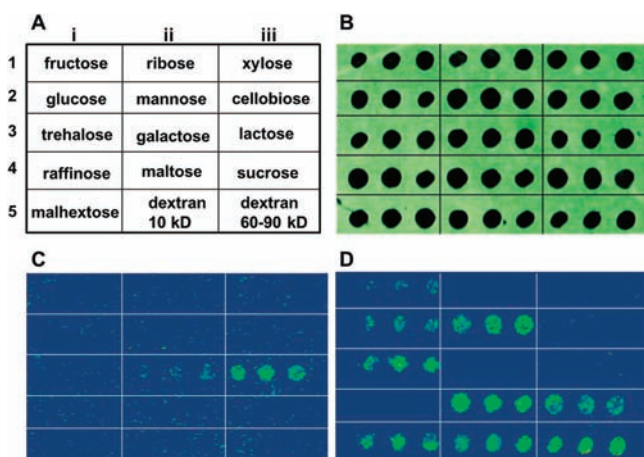 A
B
i ii iii
1 fructose ribose xylose
2 glucose mannose cellobiose
3 trehalose galactose lactose
4 raffinose maltose sucrose
5 malhextose dextran 10 kD dextran 60-90 kD
C
D